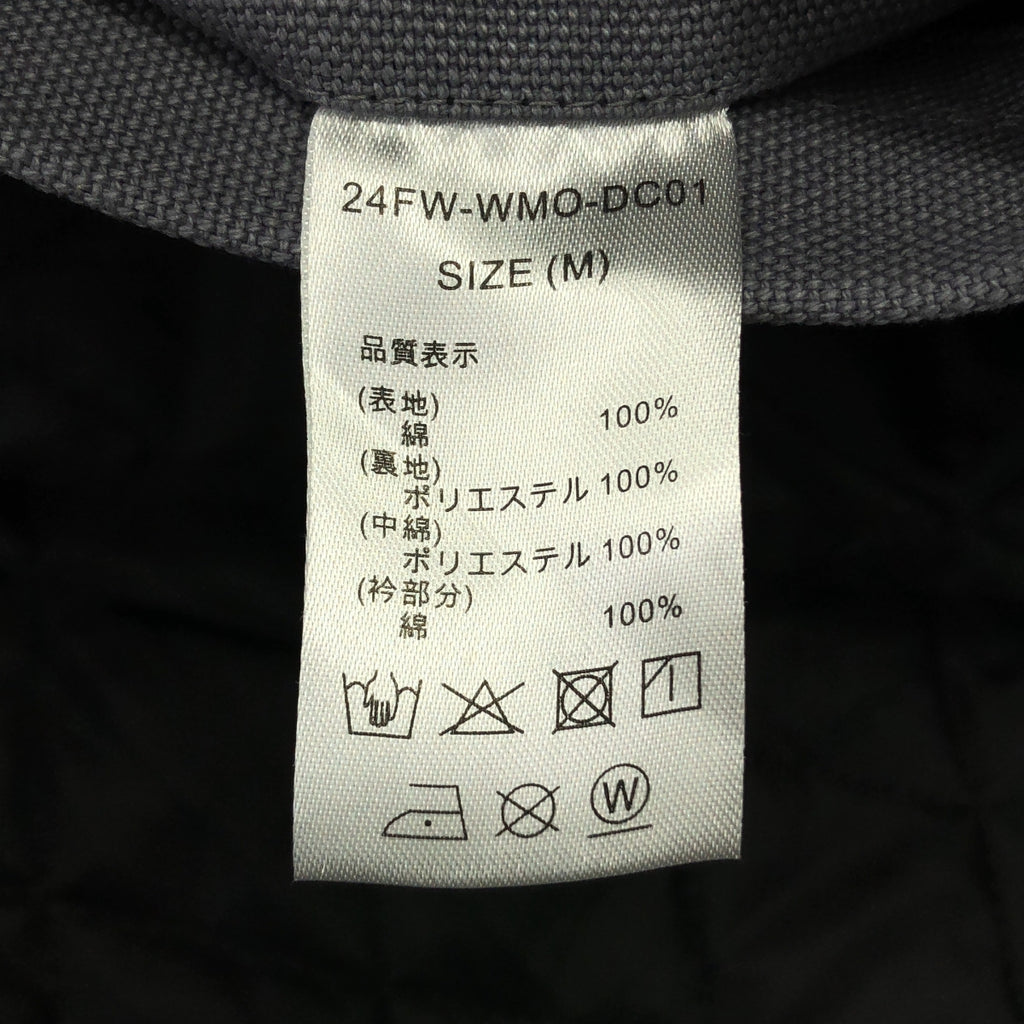 24FW-WMO-DC01
SIZE (M)
品質表示
(表地)
綿 100%
(裏地)
ポリエステル 100%
(中綿)
ポリエステル 100%
(衿部分)
綿 100%
W